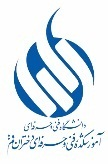 دانشگاه فنی و حرفه‌ای
آموزشکده فنی و حرفه‌ای دختران قم